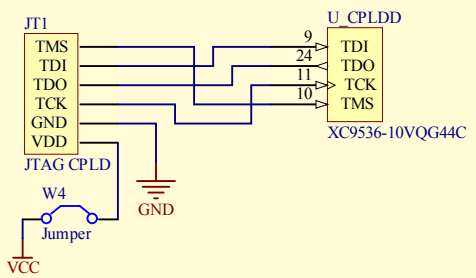 JT1
TMS
TDI
TDO
TCK
GND
VDD
JTAG CPLD
U_CPLDD
9
24
11
10
TDI
TDO
TCK
TMS
XC9536-10VQG44C
GND
W4
Jumper
VCC